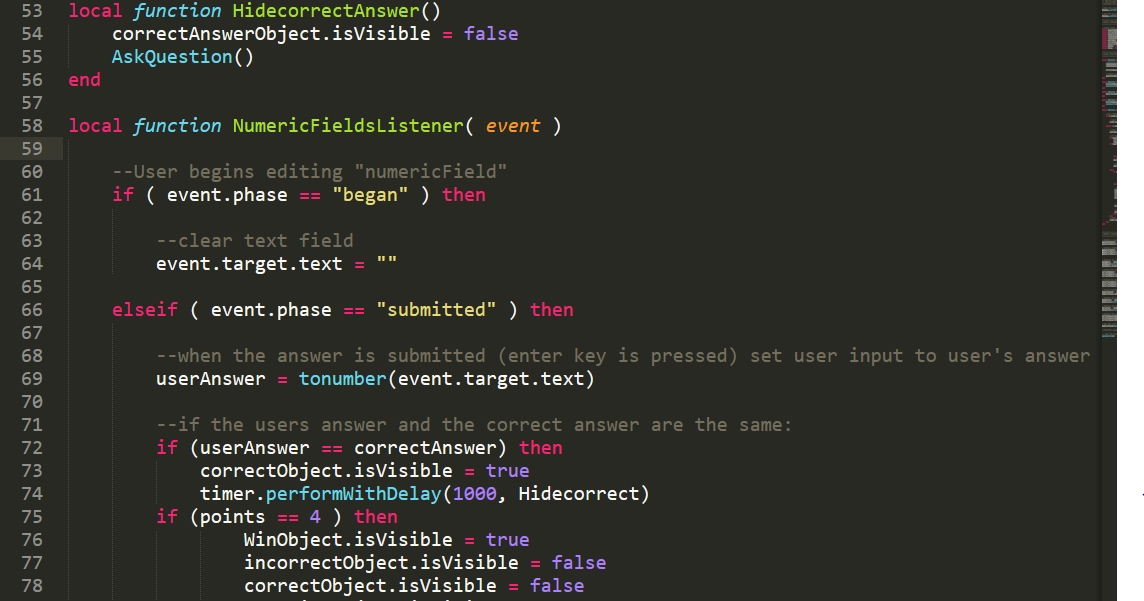 53 local function HidecorrectAnswer()
54 correctAnswerObject.isVisible = false
55 AskQuestion()
56 end
57
58 local function NumericFieldsListener( event )
59
60 --User begins editing "numericField"
61 if ( event.phase == "began" ) then
62
63 --clear text field
64 event.target.text = ""
65
66 elseif ( event.phase == "submitted" ) then
67
68 --when the answer is submitted (enter key is pressed) set user input to user's answer
69 userAnswer = tonumber(event.target.text)
70
71 --if the users answer and the correct answer are the same:
72 if (userAnswer == correctAnswer) then
73 correctObject.isVisible = true
74 timer.performWithDelay(1000, Hidecorrect)
75 if (points == 4 ) then
76 WinObject.isVisible = true
77 incorrectObject.isVisible = false
78 correctObject.isVisible = false